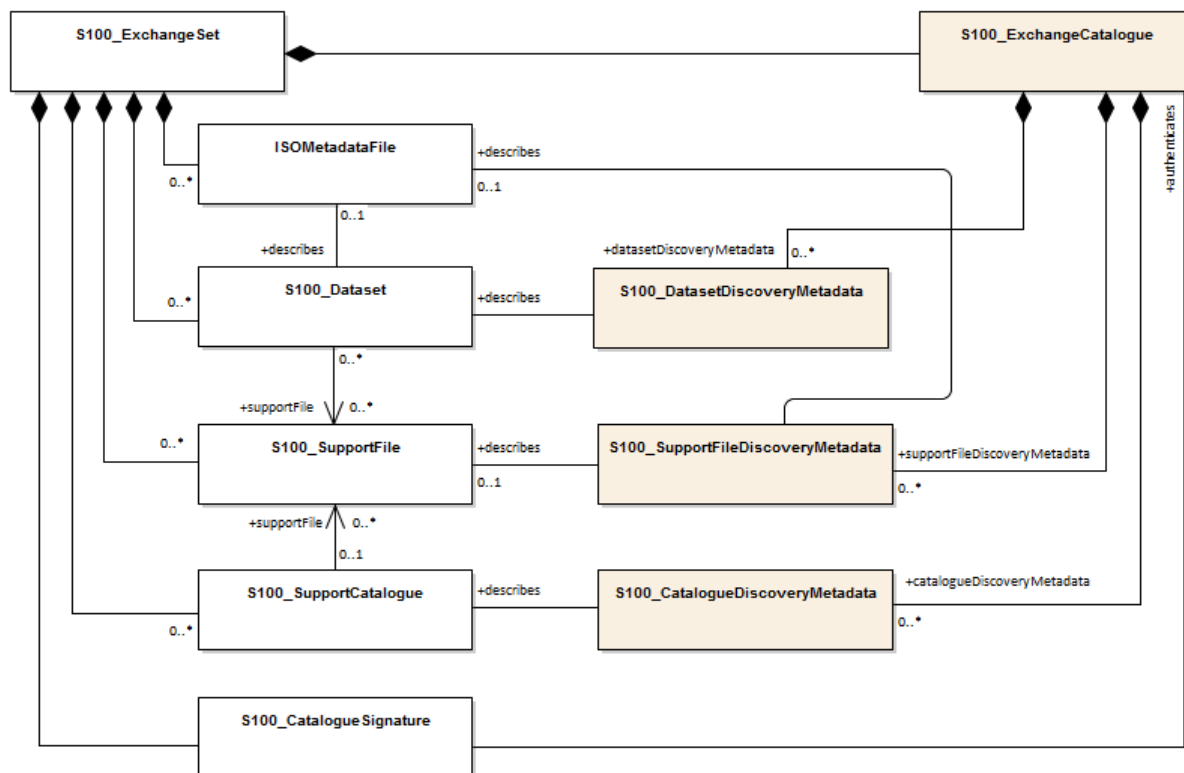 S100_ExchangeSet
S100_ExchangeCatalogue
+authenticates
ISOMetadataFile
+describes
0..*
0..1
0..1
+describes
+datasetDiscoveryMetadata
0..*
S100_Dataset
S100_DatasetDiscoveryMetadata
+describes
0..*
0..*
+supportFile
0..*
S100_SupportFile
S100_SupportFileDiscoveryMetadata
0..*
+describes
+supportFileDiscoveryMetadata
0..1
0..*
+supportFile
0..*
0..1
S100_SupportCatalogue
S100_CatalogueDiscoveryMetadata
+describes
+catalogueDiscoveryMetadata
0..*
0..*
S100_CatalogueSignature